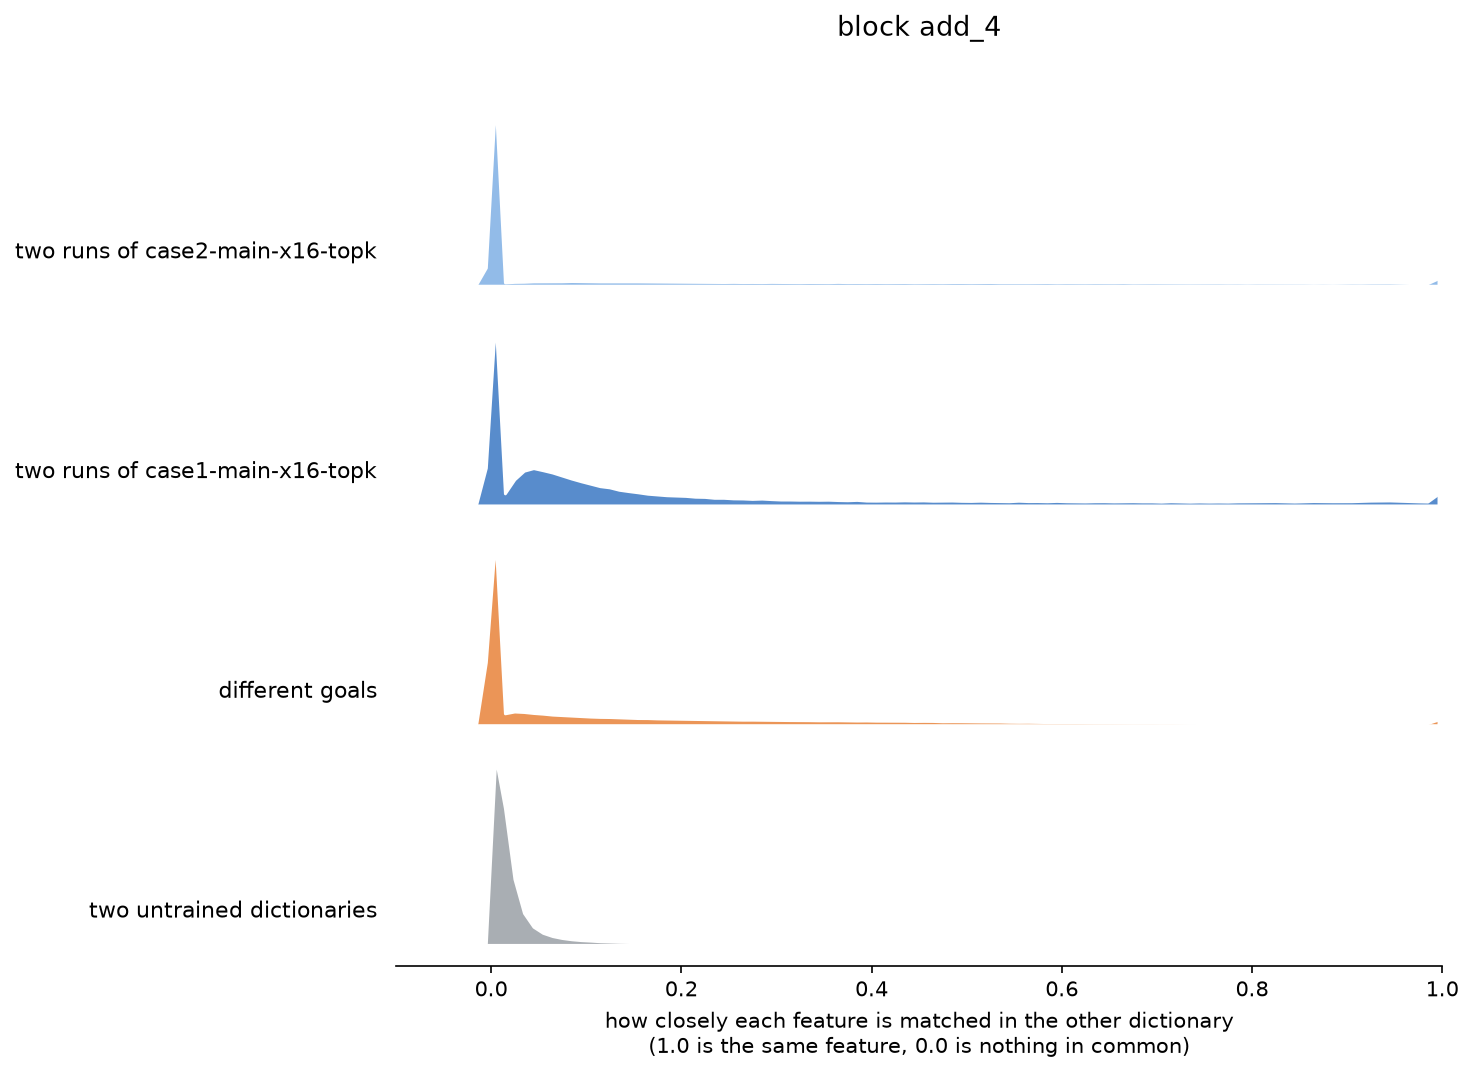 block add_4
two runs of case2-main-x16-topk
two runs of case1-main-x16-topk
different goals
two untrained dictionaries
0.0 0.2 0.4 0.6 0.8 1.0
how closely each feature is matched in the other dictionary
(1.0 is the same feature, 0.0 is nothing in common)